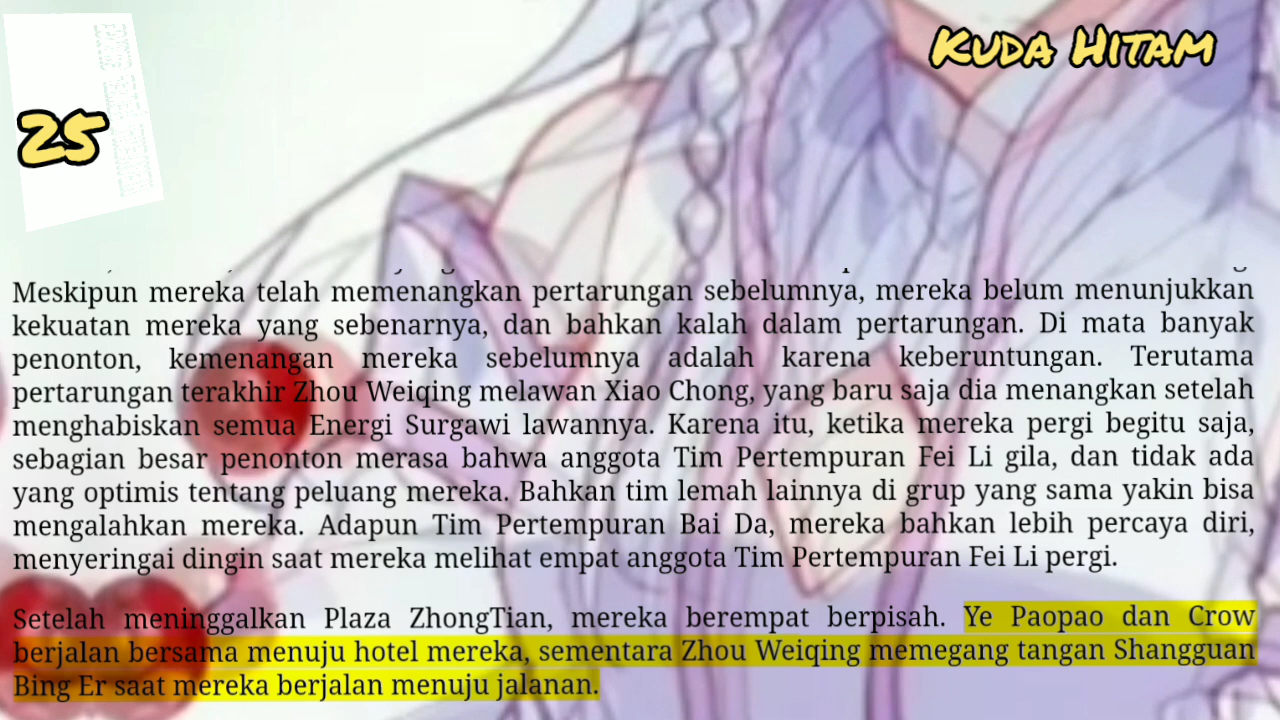 Kuda Hitam
25
Meskipun mereka telah memenangkan pertarungan sebelumnya, mereka belum menunjukkan
kekuatan mereka yang sebenarnya, dan bahkan kalah dalam pertarungan. Di mata banyak
penonton, kemenangan mereka sebelumnya adalah karena keberuntungan. Terutama
pertarungan terakhir Zhou Weiqing melawan Xiao Chong, yang baru saja dia menangkan setelah
menghabiskan semua Energi Surgawi lawannya. Karena itu, ketika mereka pergi begitu saja,
sebagian besar penonton merasa bahwa anggota Tim Pertempuran Fei Li gila, dan tidak ada
yang optimis tentang peluang mereka. Bahkan tim lemah lainnya di grup yang sama yakin bisa
mengalahkan mereka. Adapun Tim Pertempuran Bai Da, mereka bahkan lebih percaya diri,
menyeringai dingin saat mereka melihat empat anggota Tim Pertempuran Fei Li pergi.
Setelah meninggalkan Plaza ZhongTian, mereka berempat berpisah. Ye Paopao dan Crow
berjalan bersama menuju hotel mereka, sementara Zhou Weiqing memegang tangan Shangguan
Bing Er saat mereka berjalan menuju jalanan.